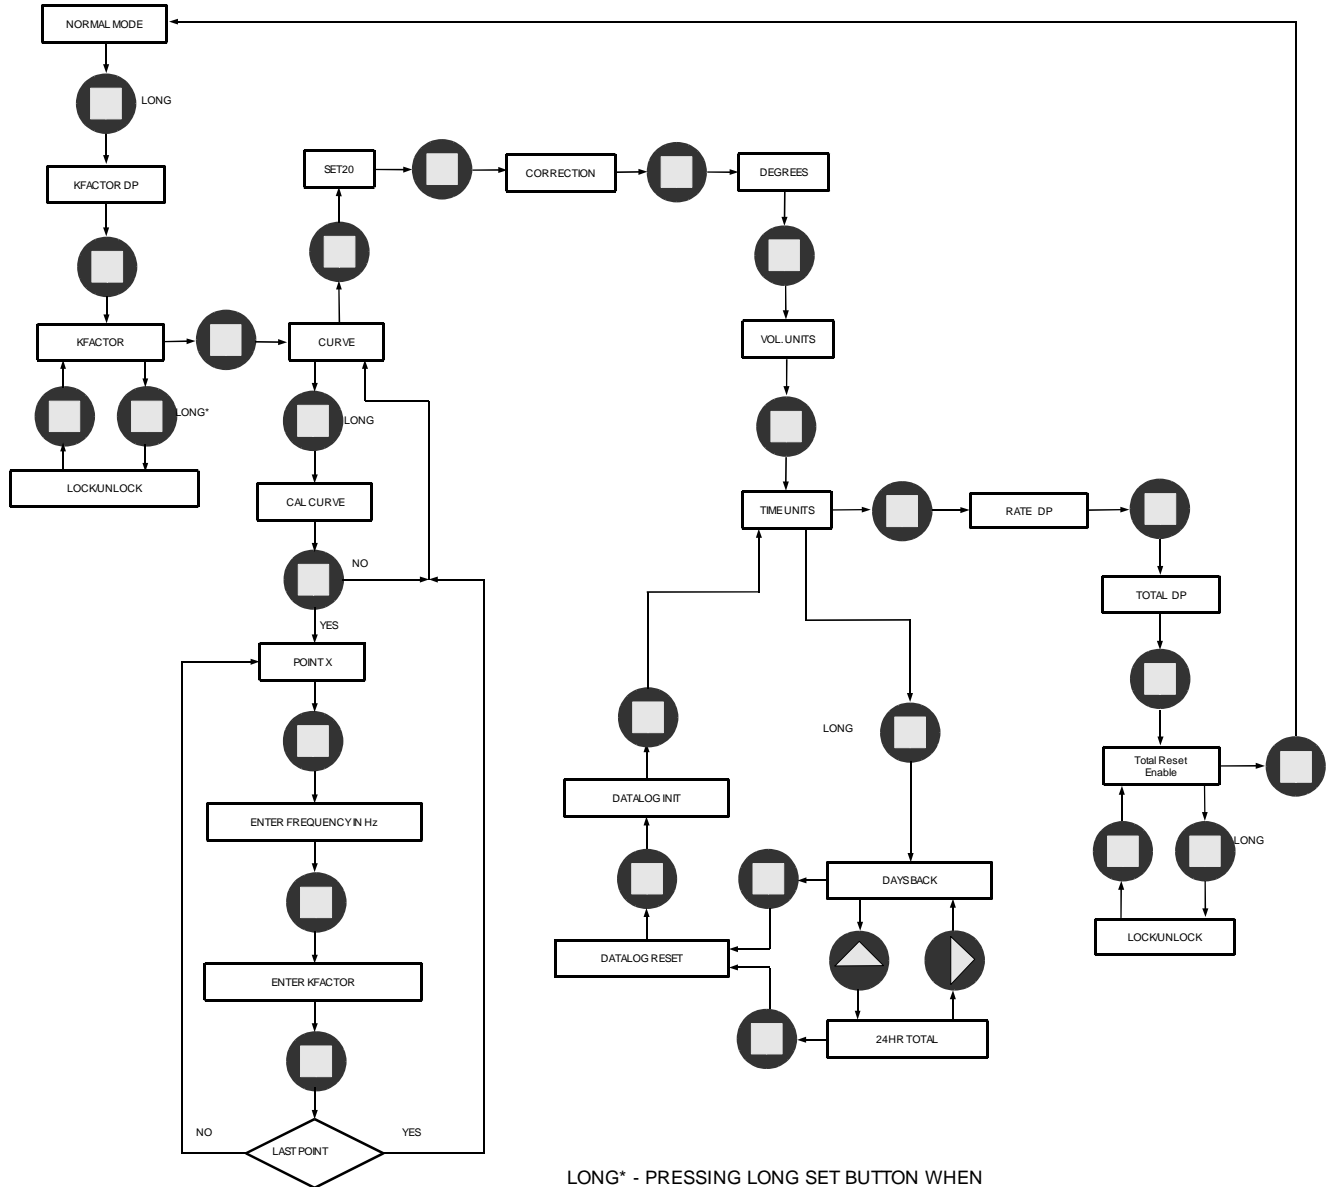 NORMAL MODE
LONG
KFACTOR DP
SET20
CORRECTION
DEGREES
KFACTOR
CURVE
VOL. UNITS
LONG*
LONG
LOCK/UNLOCK
CAL CURVE
TIME UNITS
RATE DP
NO
TOTAL DP
YES
POINT X
LONG
Total Reset
Enable
DATALOG INIT
ENTER FREQUENCY IN Hz
LONG
DAYS BACK
LOCK/UNLOCK
DATALOG RESET
ENTER KFACTOR
24HR TOTAL
NO
YES
LAST POINT
LONG* - PRESSING LONG SET BUTTON WHEN